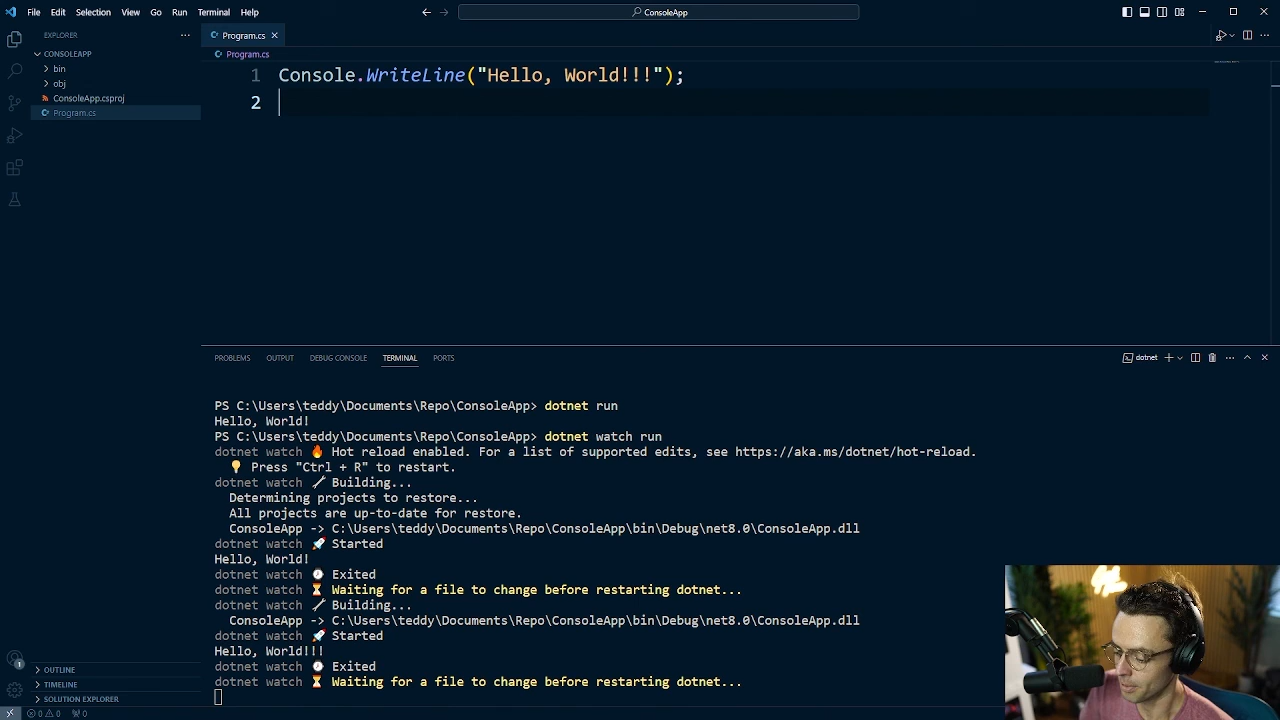 File Edit Selection View Go Run Terminal Help
ConsoleApp
EXPLORER
CONSOLEAPP
bin
obj
ConsoleApp.csproj
Program.cs
OUTLINE
TIMELINE
SOLUTION EXPLORER
Program.cs
Program.cs
1 Console.WriteLine("Hello, World!!!");
2
PROBLEMS OUTPUT DEBUG CONSOLE TERMINAL PORTS
dotnet
PS C:\Users\teddy\Documents\Repo\ConsoleApp> dotnet run
Hello, World!
PS C:\Users\teddy\Documents\Repo\ConsoleApp> dotnet watch run
dotnet watch 🔥 Hot reload enabled. For a list of supported edits, see https://aka.ms/dotnet/hot-reload.
💡 Press "Ctrl + R" to restart.
dotnet watch 🔧 Building...
Determining projects to restore...
All projects are up-to-date for restore.
ConsoleApp -> C:\Users\teddy\Documents\Repo\ConsoleApp\bin\Debug\net8.0\ConsoleApp.dll
dotnet watch 🚀 Started
Hello, World!
dotnet watch ⌚ Exited
dotnet watch ⏳ Waiting for a file to change before restarting dotnet...
dotnet watch 🔧 Building...
ConsoleApp -> C:\Users\teddy\Documents\Repo\ConsoleApp\bin\Debug\net8.0\ConsoleApp.dll
dotnet watch 🚀 Started
Hello, World!!!
dotnet watch ⌚ Exited
dotnet watch ⏳ Waiting for a file to change before restarting dotnet...
1
0 0 0